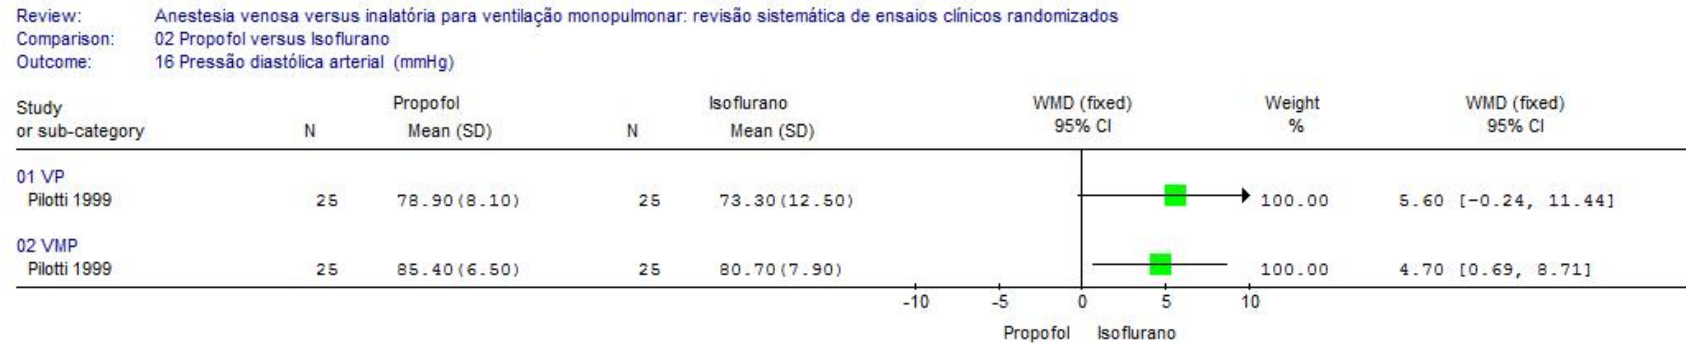 Review: Anestesia venosa versus inalatória para ventilação monopulmonar: revisão sistemática de ensaios clínicos randomizados
Comparison: 02 Propofol versus Isoflurano
Outcome: 16 Pressão diastólica arterial (mmHg)
Study Propofol Isoflurano WMD (fixed) Weight WMD (fixed)
or sub-category N Mean (SD) N Mean (SD) 95% CI % 95% CI
01 VP
Pilotti 1999 25 78.90(8.10) 25 73.30(12.50) 100.00 5.60 [-0.24, 11.44]
02 VMP
Pilotti 1999 25 85.40(6.50) 25 80.70(7.90) 100.00 4.70 [0.69, 8.71]
-10 -5 0 5 10
Propofol Isoflurano